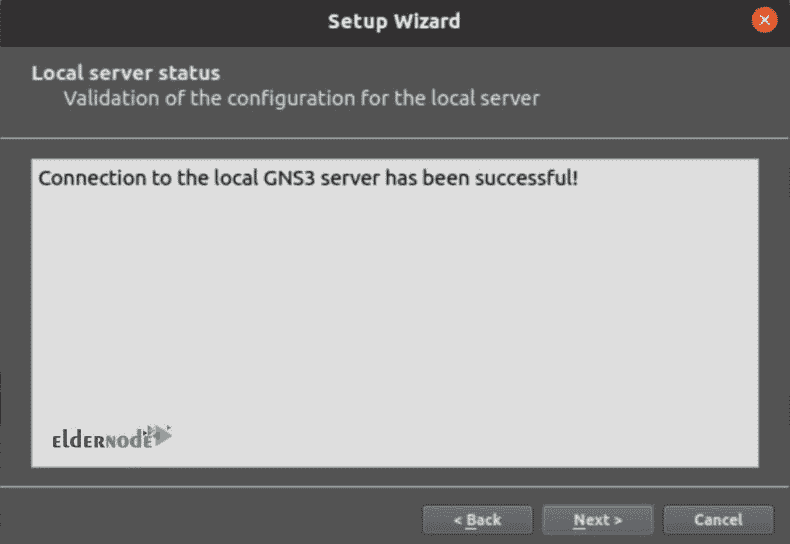 Setup Wizard
Local server status
Validation of the configuration for the local server
Connection to the local GNS3 server has been successful!
eldernode
< Back
Next >
Cancel